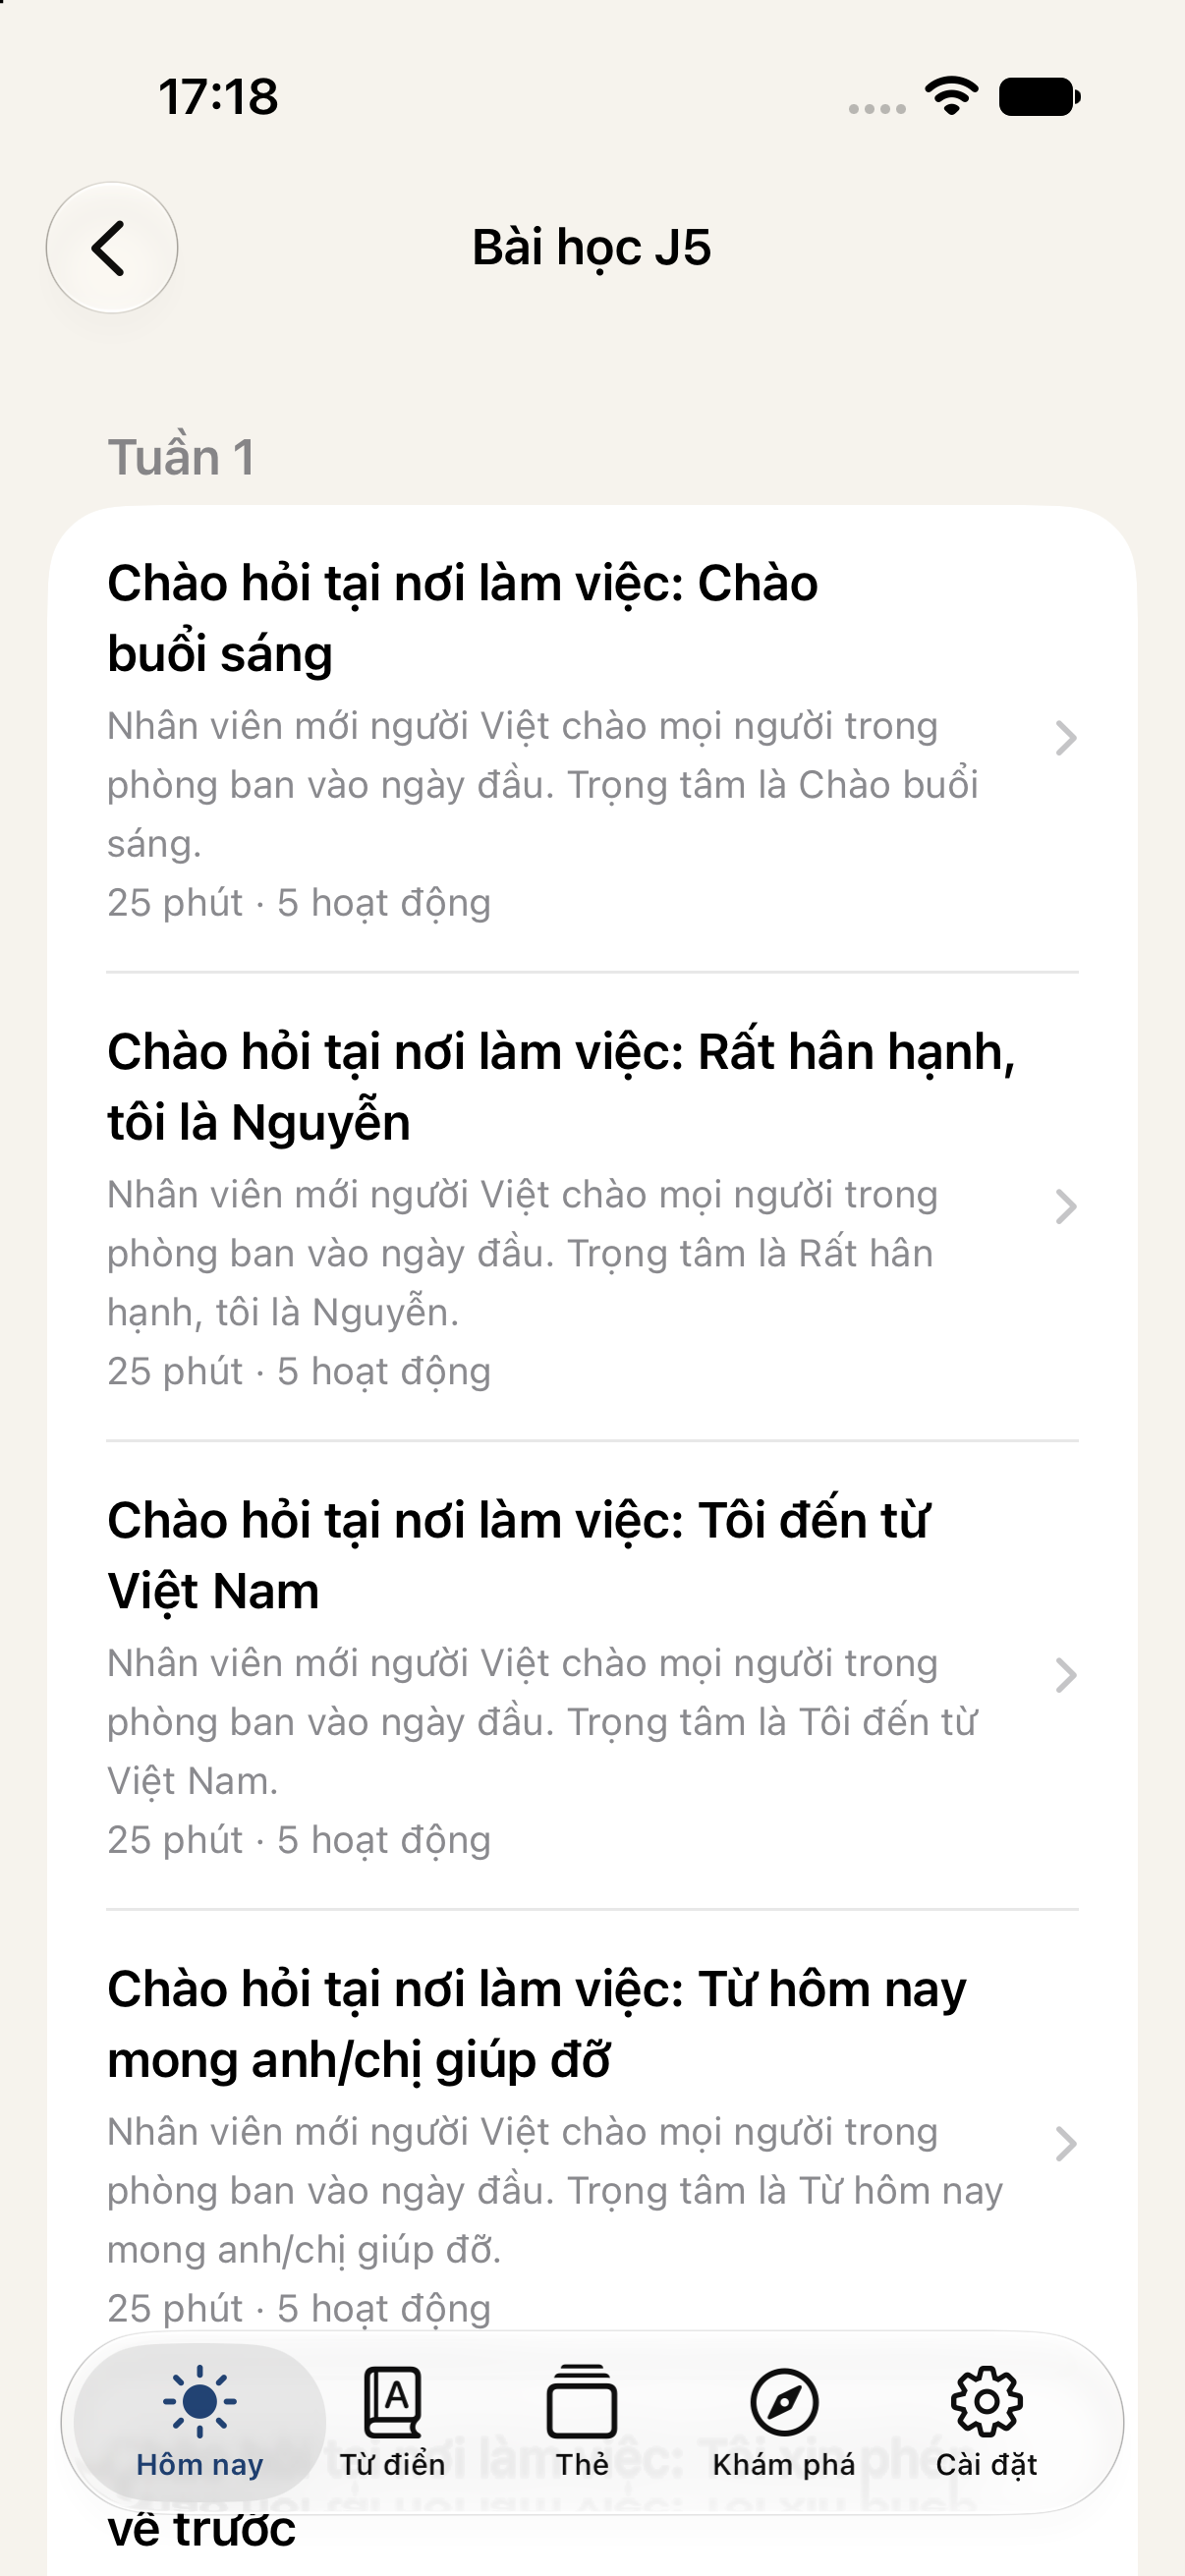 17:18
Bài học J5
Tuần 1
Chào hỏi tại nơi làm việc: Chào
buổi sáng
Nhân viên mới người Việt chào mọi người trong
phòng ban vào ngày đầu. Trọng tâm là Chào buổi
sáng.
25 phút · 5 hoạt động
Chào hỏi tại nơi làm việc: Rất hân hạnh,
tôi là Nguyễn
Nhân viên mới người Việt chào mọi người trong
phòng ban vào ngày đầu. Trọng tâm là Rất hân
hạnh, tôi là Nguyễn.
25 phút · 5 hoạt động
Chào hỏi tại nơi làm việc: Tôi đến từ
Việt Nam
Nhân viên mới người Việt chào mọi người trong
phòng ban vào ngày đầu. Trọng tâm là Tôi đến từ
Việt Nam.
25 phút · 5 hoạt động
Chào hỏi tại nơi làm việc: Từ hôm nay
mong anh/chị giúp đỡ
Nhân viên mới người Việt chào mọi người trong
phòng ban vào ngày đầu. Trọng tâm là Từ hôm nay
mong anh/chị giúp đỡ.
25 phút · 5 hoạt động
Hôm nay Từ điển Thẻ Khám phá Cài đặt
về trước